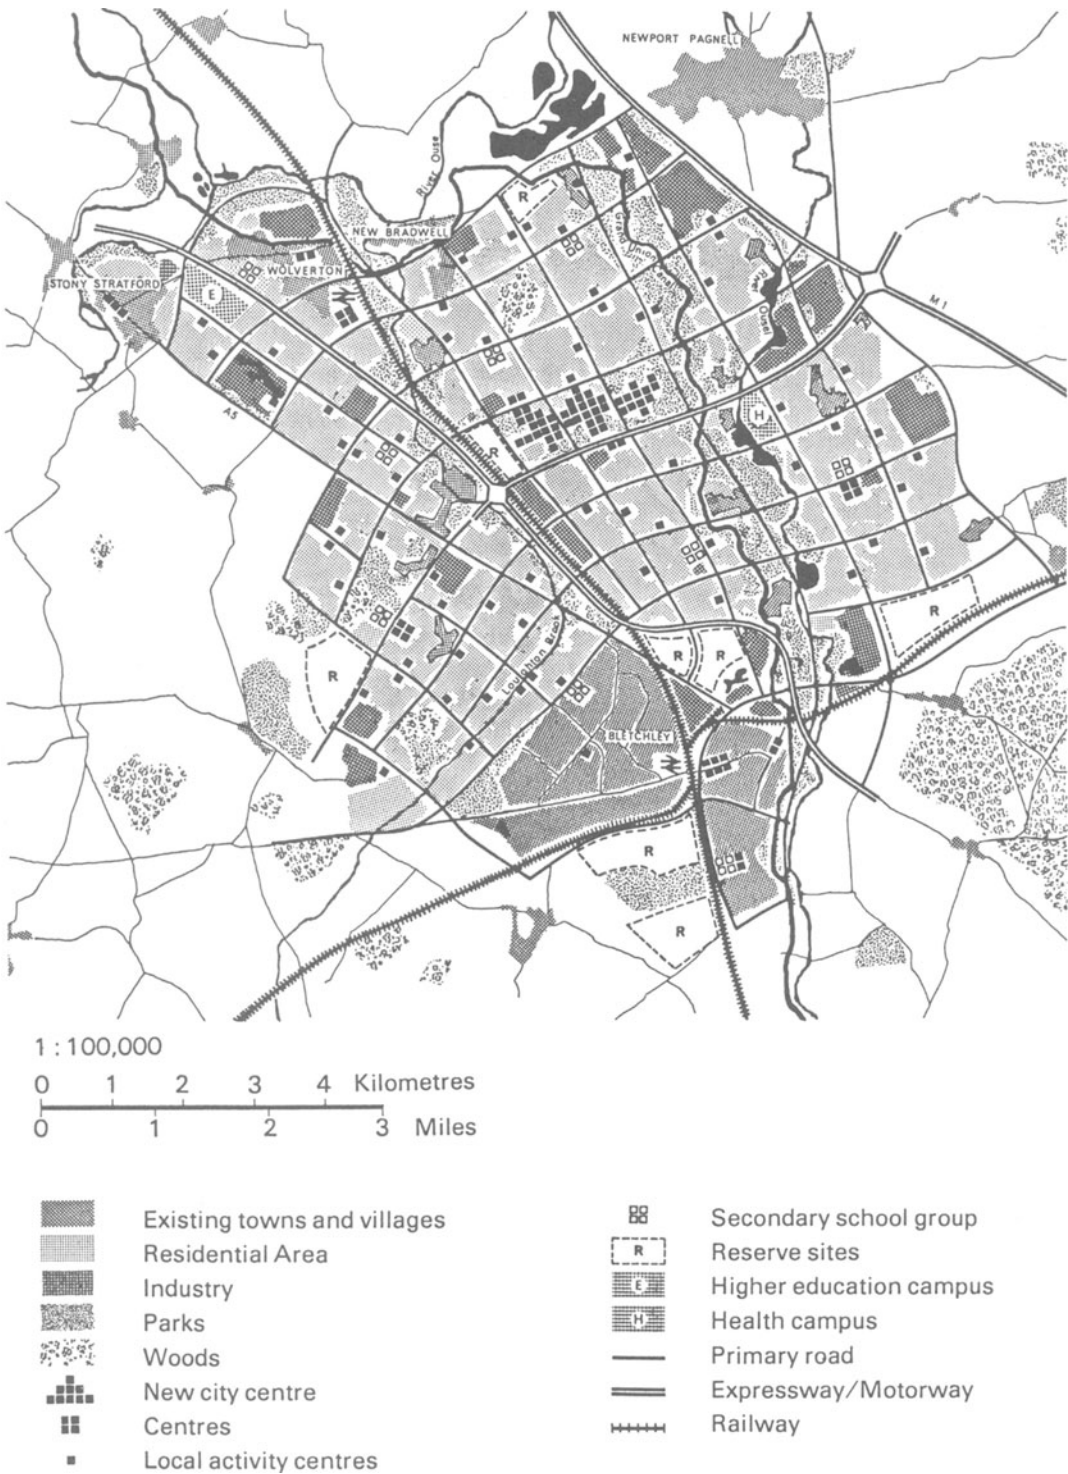 NEWPORT PAGNELL
River Ouse
R
NEW BRADWELL
Grand Union Canal
WOLVERTON
STONY STRATFORD
E
River Ousel
M1
A5
H
R
R
R
R
R
Loughton Brook
BLETCHLEY
R
R
1 : 100,000
0 1 2 3 4 Kilometres
0 1 2 3 Miles
Existing towns and villages
Residential Area
Industry
Parks
Woods
New city centre
Centres
Local activity centres
Secondary school group
R Reserve sites
E Higher education campus
H Health campus
Primary road
Expressway/Motorway
Railway